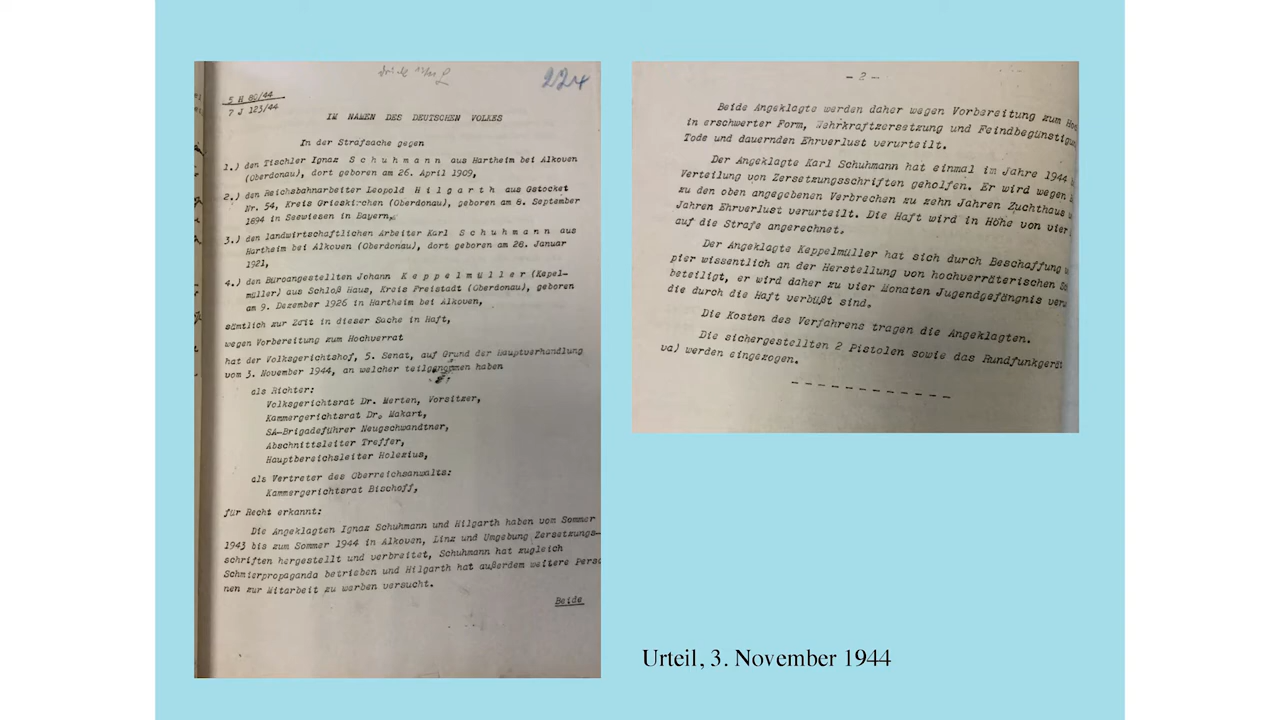 224
5 H 80/44
7 J 123/44
IM NAMEN DES DEUTSCHEN VOLKES
In der Strafsache gegen
1.) den Tischler Ignaz Schuhmann aus Hartheim bei Alkoven
(Oberdonau), dort geboren am 26. April 1909,
2.) den Reichsbahnarbeiter Leopold Hilgarth aus Gstocket
Nr. 54, Kreis Grieskirchen (Oberdonau), geboren am 8. September
1894 in Seewiesen in Bayern,
3.) den landwirtschaftlichen Arbeiter Karl Schuhmann aus
Hartheim bei Alkoven (Oberdonau), dort geboren am 28. Januar
1921,
4.) den Büroangestellten Johann Keppelmüller (Kepel-
müller) aus Schloß Haus, Kreis Freistadt (Oberdonau), geboren
am 9. Dezember 1926 in Hartheim bei Alkoven,
sämtlich zur Zeit in dieser Sache in Haft,
wegen Vorbereitung zum Hochverrat
hat der Volksgerichtshof, 5. Senat, auf Grund der Hauptverhandlung
vom 3. November 1944, an welcher teilgenommen haben
als Richter:
Volksgerichtsrat Dr. Merten, Vorsitzer,
Kammergerichtsrat Dr. Makart,
SA-Brigadeführer Neugschwandtner,
Abschnittsleiter Treffer,
Hauptbereichsleiter Holezius,
als Vertreter des Oberreichsanwalts:
Kammergerichtsrat Bischoff,
für Recht erkannt:
Die Angeklagten Ignaz Schuhmann und Hilgarth haben vom Sommer
1943 bis zum Sommer 1944 in Alkoven, Linz und Umgebung Zersetzungs-
schriften hergestellt und verbreitet, Schuhmann hat zugleich
Schmierpropaganda betrieben und Hilgarth hat außerdem weitere Perso
nen zur Mitarbeit zu werben versucht.
Beide
- 2 -
Beide Angeklagte werden daher wegen Vorbereitung zum Hoc
in erschwerter Form, Wehrkraftzersetzung und Feindbegünstigun
Tode und dauernden Ehrverlust verurteilt.
Der Angeklagte Karl Schuhmann hat einmal im Jahre 1944
Verteilung von Zersetzungsschriften geholfen. Er wird wegen
zu den oben angegebenen Verbrechen zu zehn Jahren Zuchthaus
Jahren Ehrverlust verurteilt. Die Haft wird in Höhe von vier
auf die Strafe angerechnet.
Der Angeklagte Keppelmüller hat sich durch Beschaffung
pier wissentlich an der Herstellung von hochverräterischen
beteiligt, er wird daher zu vier Monaten Jugendgefängnis
die durch die Haft verbüßt sind.
Die Kosten des Verfahrens tragen die Angeklagten.
Die sichergestellten 2 Pistolen sowie das Rundfunkgerät
va) werden eingezogen.
Urteil, 3. November 1944